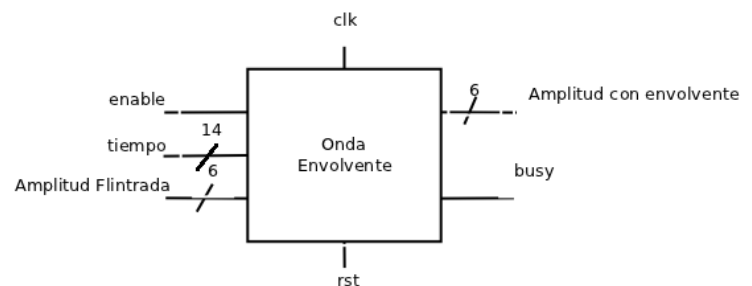 clk
enable
6
Amplitud con envolvente
14
tiempo
Onda
Envolvente
6
Amplitud Flintrada
busy
rst